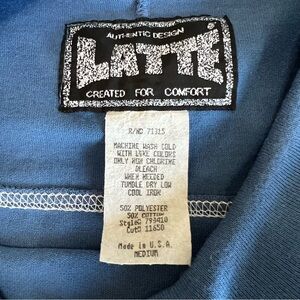 AUTHENTIC DESIGN
LATTE
®
CREATED FOR COMFORT
R/NO 71315
MACHINE WASH COLD
WITH LIKE COLORS
ONLY NON CHLORINE
BLEACH
WHEN NEEDED
TUMBLE DRY LOW
COOL IRON
50% POLYESTER
50% COTTON
Style# 793410
Cut# 11650
Made in U.S.A.
MEDIUM